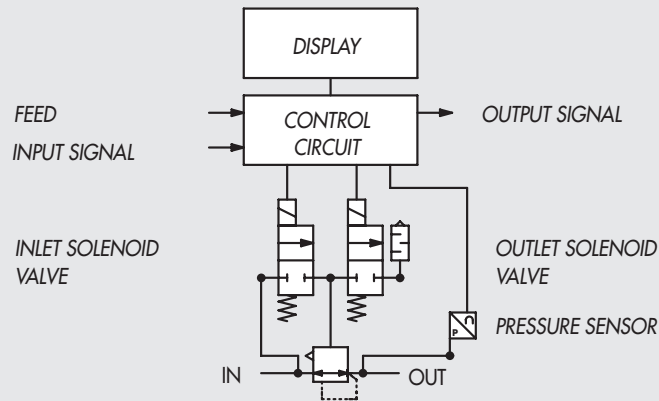 DISPLAY
FEED
CONTROL
CIRCUIT
OUTPUT SIGNAL
INPUT SIGNAL
INLET SOLENOID
VALVE
OUTLET SOLENOID
VALVE
P
PRESSURE SENSOR
IN
OUT